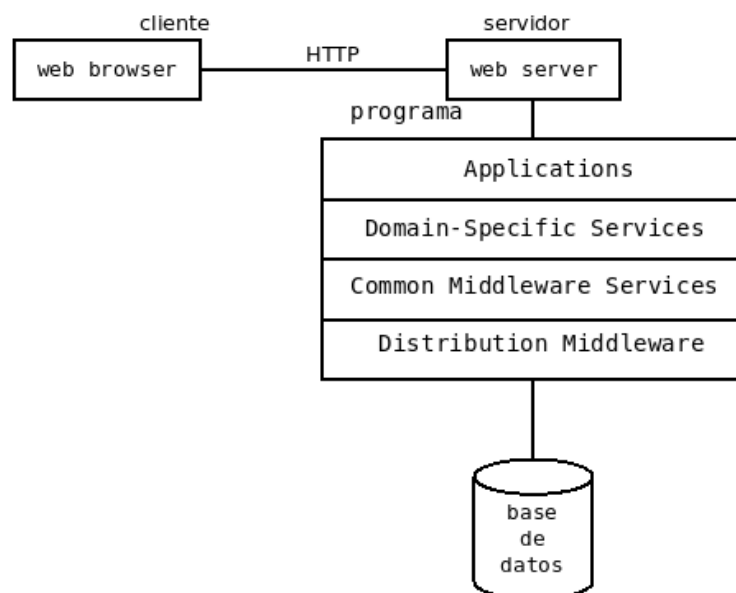 cliente
servidor
web browser
HTTP
web server
programa
Applications
Domain-Specific Services
Common Middleware Services
Distribution Middleware
base
de
datos